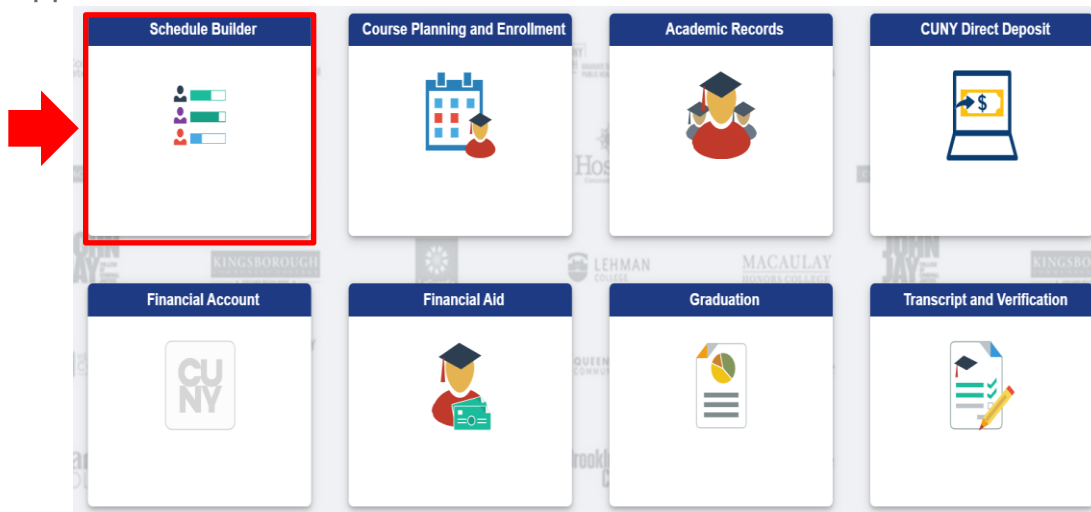 Schedule Builder
Course Planning and Enrollment
Academic Records
CUNY Direct Deposit
$
KINGSBOROUGH
LEHMAN
COLLEGE
MACAULAY
HONORS COLLEGE
JOHN
JAY
KINGSBO
Financial Account
Financial Aid
Graduation
Transcript and Verification
CU
NY